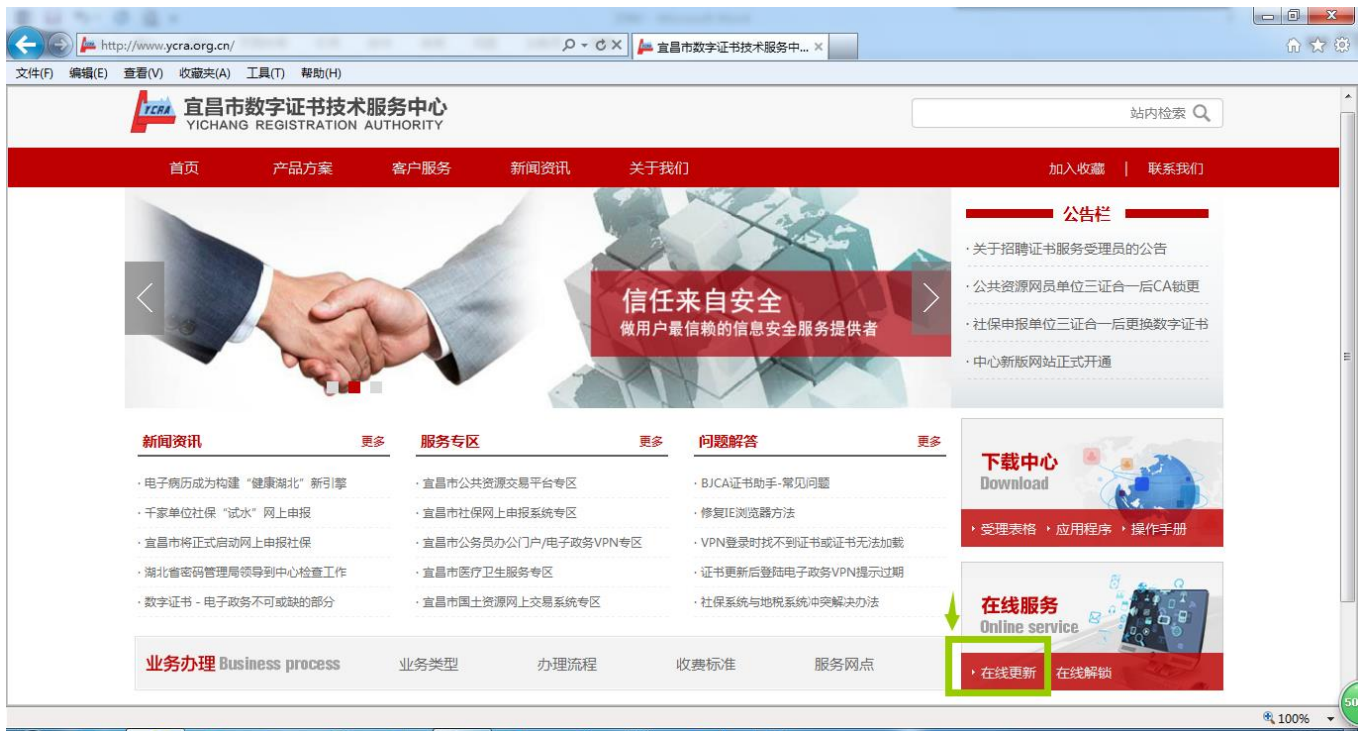 http://www.ycra.org.cn/
宜昌市数字证书技术服务中...
文件(F) 编辑(E) 查看(V) 收藏夹(A) 工具(T) 帮助(H)
YCRA
宜昌市数字证书技术服务中心
YICHANG REGISTRATION AUTHORITY
站内检索
首页 产品方案 客户服务 新闻资讯 关于我们 加入收藏 | 联系我们
信任来自安全
做用户最信赖的信息安全服务提供者
公告栏
·关于招聘证书服务受理员的公告
·公共资源网员单位三证合一后CA锁更
·社保申报单位三证合一后更换数字证书
·中心新版网站正式开通
新闻资讯 更多
·电子病历成为构建“健康湖北”新引擎
·千家单位社保“试水”网上申报
·宜昌市将正式启动网上申报社保
·湖北省密码管理局领导到中心检查工作
·数字证书 - 电子政务不可或缺的部分
服务专区 更多
·宜昌市公共资源交易平台专区
·宜昌市社保网上申报系统专区
·宜昌市公务员办公门户/电子政务VPN专区
·宜昌市医疗卫生服务专区
·宜昌市国土资源网上交易系统专区
问题解答 更多
·BJCA证书助手-常见问题
·修复IE浏览器方法
·VPN登录时找不到证书或证书无法加载
·证书更新后登陆电子政务VPN提示过期
·社保系统与地税系统冲突解决办法
下载中心
Download
受理表格 应用程序 操作手册
在线服务
Online service
在线更新 在线解锁
业务办理 Business process 业务类型 办理流程 收费标准 服务网点
100%
50